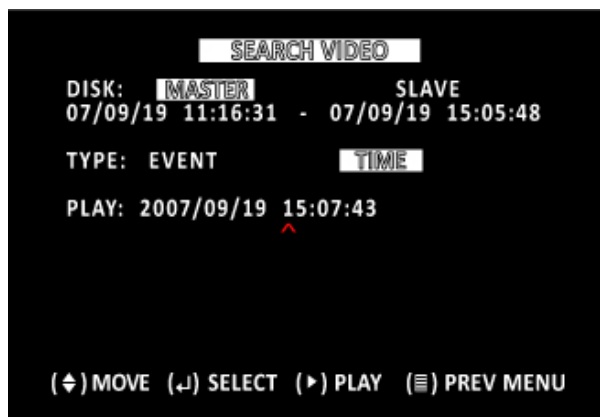 SEARCH VIDEO
DISK: MASTER SLAVE
07/09/19 11:16:31 - 07/09/19 15:05:48
TYPE: EVENT TIME
PLAY: 2007/09/19 15:07:43
^
(♦) MOVE (↵) SELECT (▶) PLAY (≣) PREV MENU